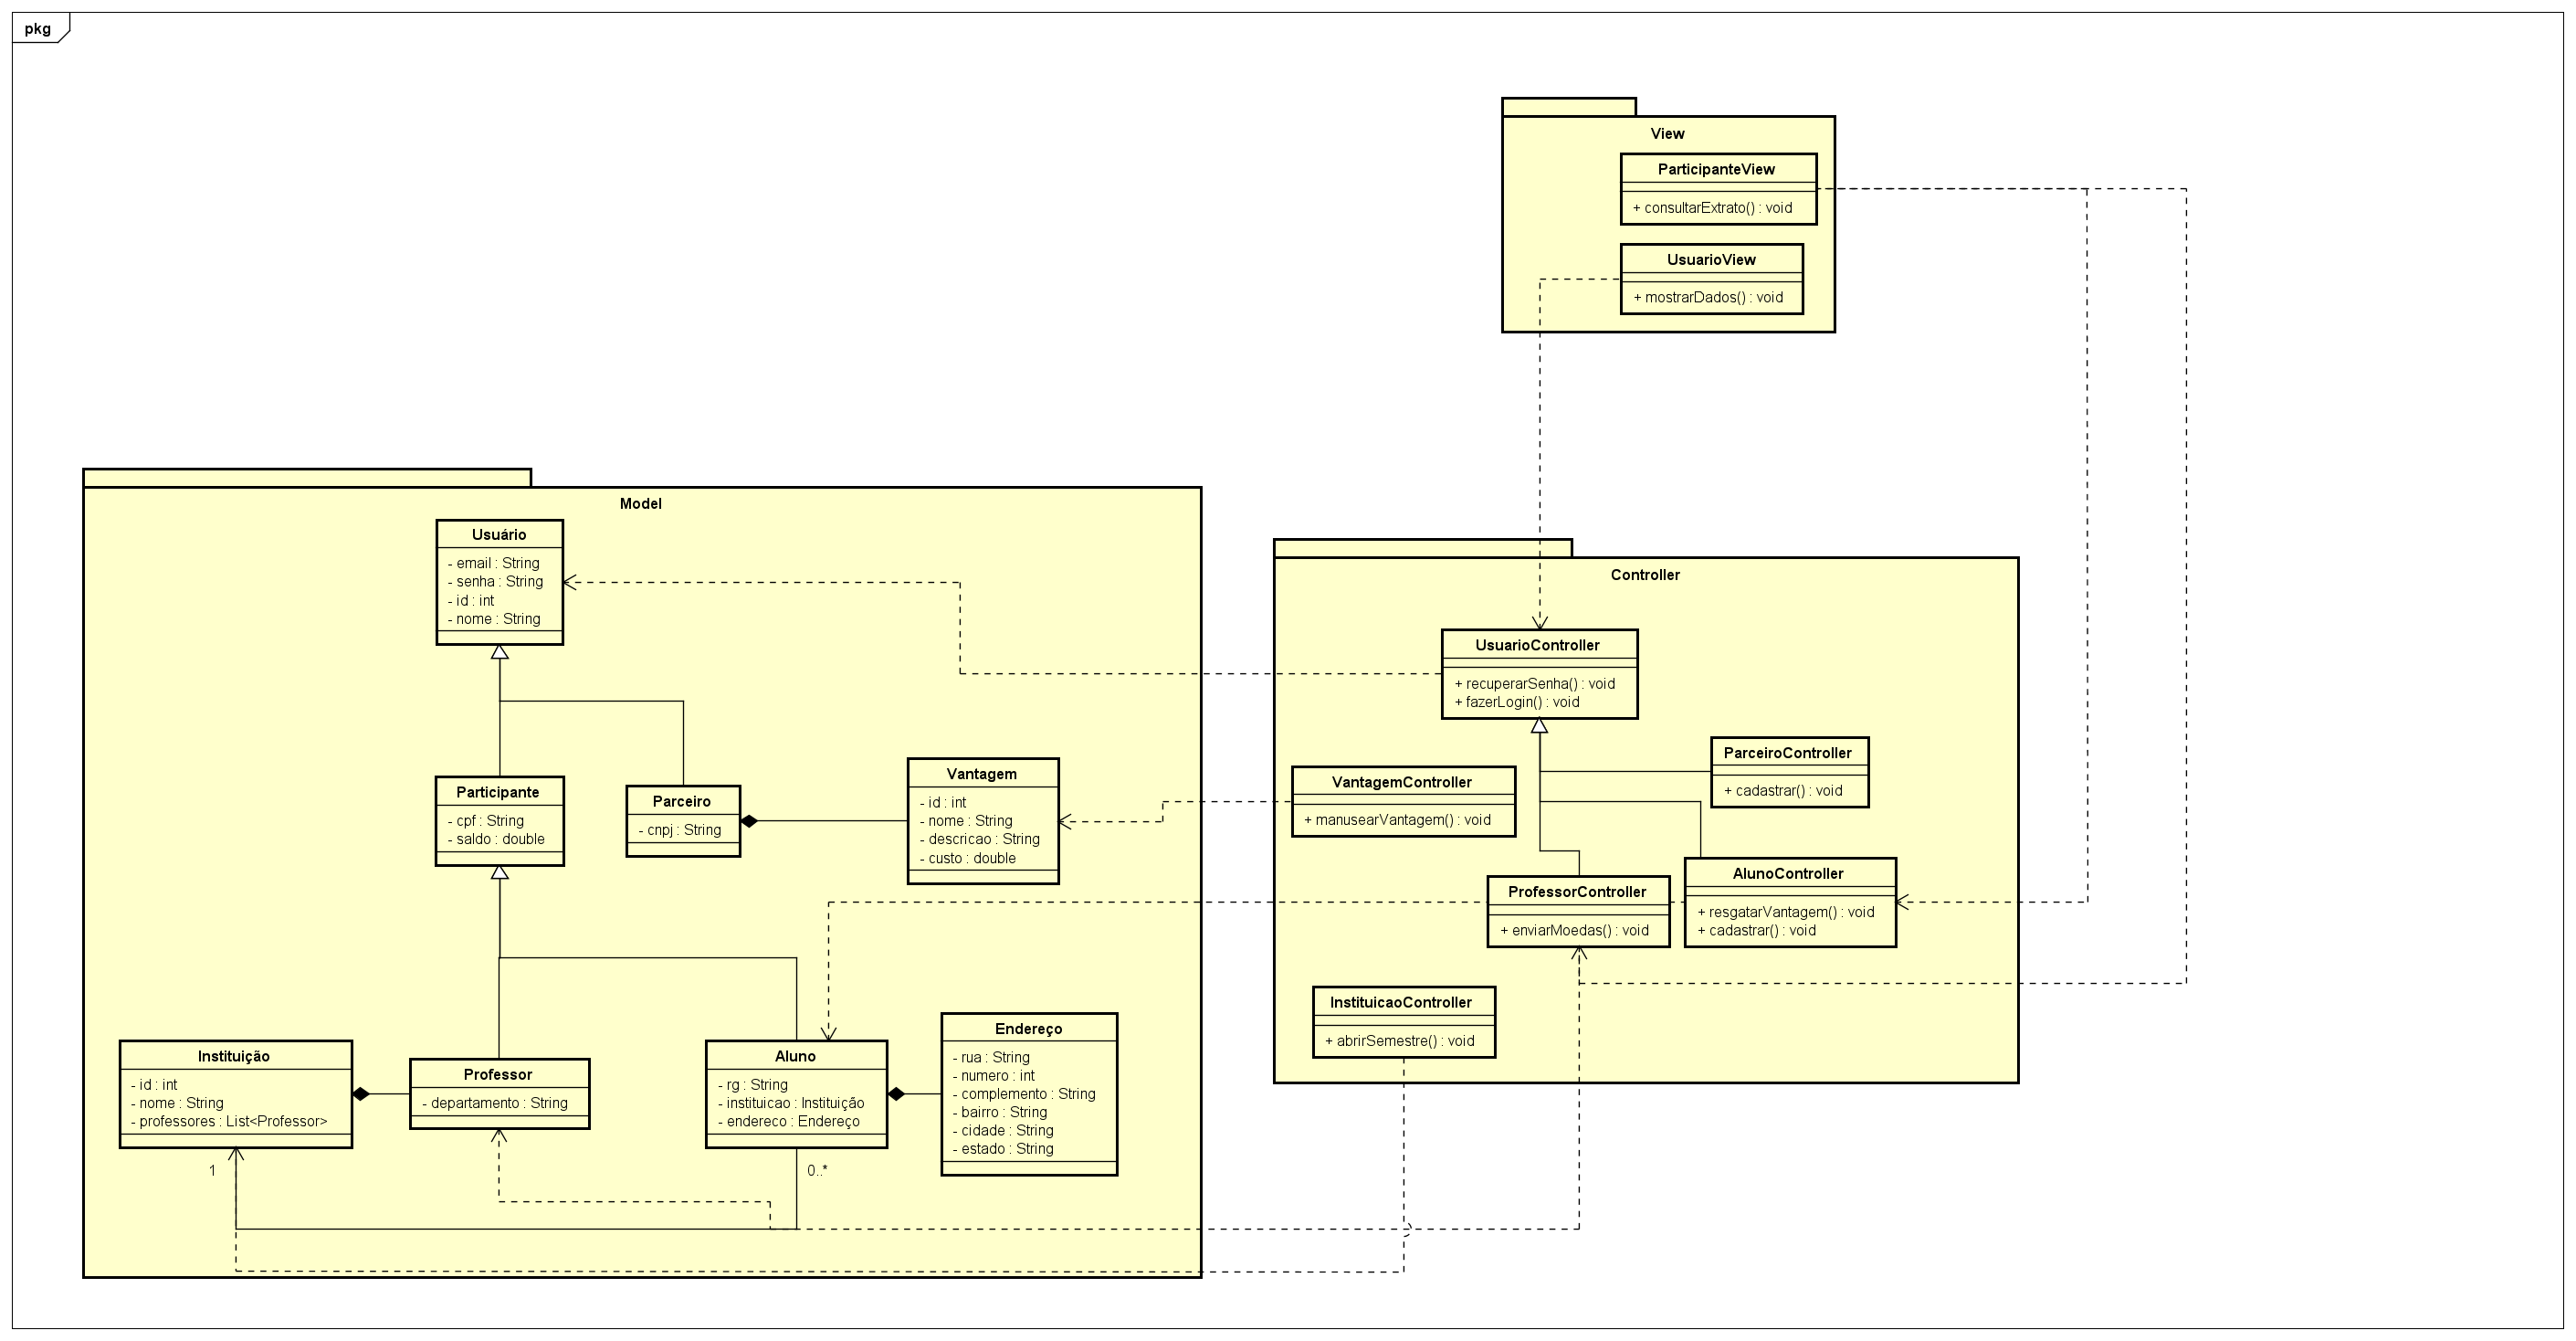 pkg
View
ParticipanteView
+ consultarExtrato() : void
UsuarioView
+ mostrarDados() : void
Model
Usuário
- email : String
- senha : String
- id : int
- nome : String
Participante
- cpf : String
- saldo : double
Parceiro
- cnpj : String
Vantagem
- id : int
- nome : String
- descricao : String
- custo : double
Instituição
- id : int
- nome : String
- professores : List<Professor>
Professor
- departamento : String
Aluno
- rg : String
- instituicao : Instituição
- endereco : Endereço
Endereço
- rua : String
- numero : int
- complemento : String
- bairro : String
- cidade : String
- estado : String
1
0..*
Controller
UsuarioController
+ recuperarSenha() : void
+ fazerLogin() : void
ParceiroController
+ cadastrar() : void
VantagemController
+ manusearVantagem() : void
ProfessorController
+ enviarMoedas() : void
AlunoController
+ resgatarVantagem() : void
+ cadastrar() : void
InstituicaoController
+ abrirSemestre() : void